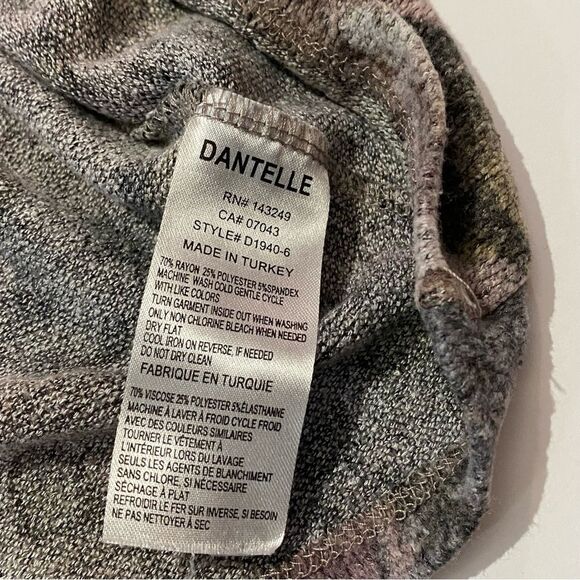 DANTELLE
RN# 143249
CA# 07043
STYLE# D1940-6
MADE IN TURKEY
70% RAYON 25% POLYESTER 5%SPANDEX
MACHINE WASH COLD GENTLE CYCLE
WITH LIKE COLORS
TURN GARMENT INSIDE OUT WHEN WASHING
ONLY NON CHLORINE BLEACH WHEN NEEDED
DRY FLAT
COOL IRON ON REVERSE, IF NEEDED
DO NOT DRY CLEAN
FABRIQUE EN TURQUIE
70% VISCOSE 25% POLYESTER 5%ÉLASTHANNE
MACHINE À LAVER À FROID CYCLE FROID
AVEC DES COULEURS SIMILAIRES
TOURNER LE VÊTEMENT À
L'INTÉRIEUR LORS DU LAVAGE
SEULS LES AGENTS DE BLANCHIMENT
SANS CHLORE, SI NÉCESSAIRE
SÉCHAGE À PLAT
REFROIDIR LE FER SUR INVERSE, SI BESOIN
NE PAS NETTOYER À SEC